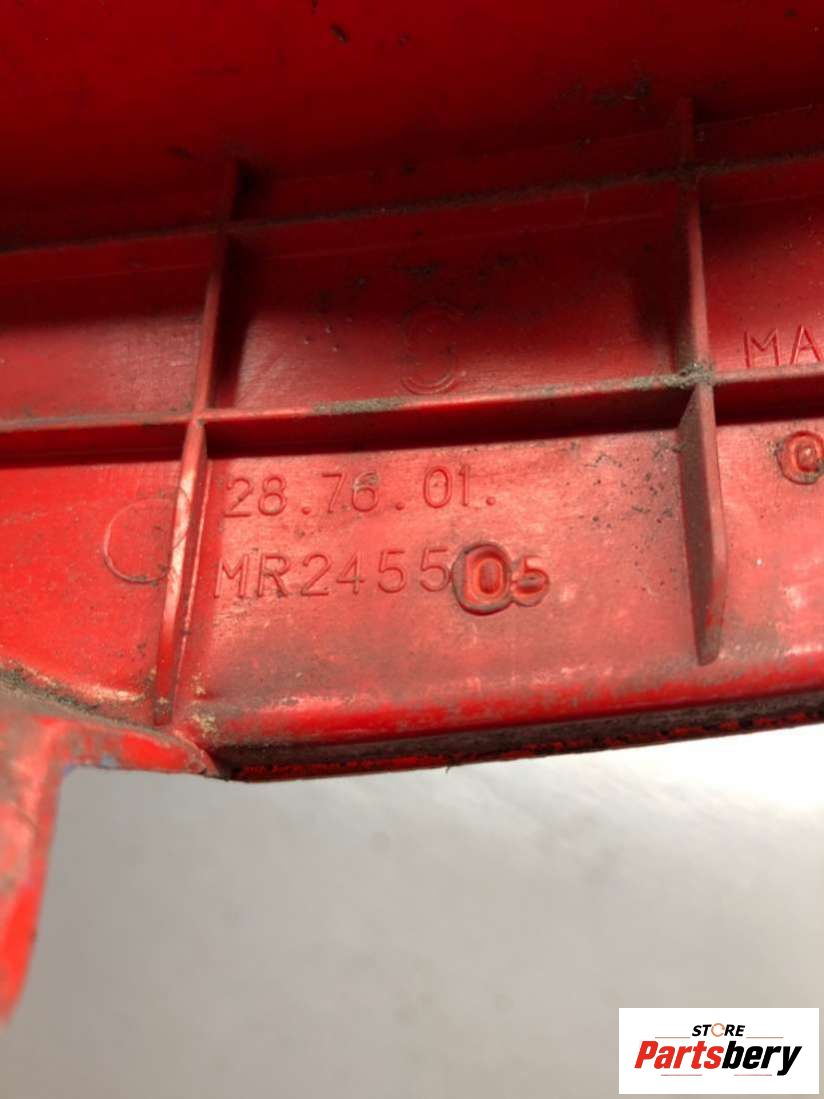 S
MA
28.76.01.
MR245505
STORE
Partsbery